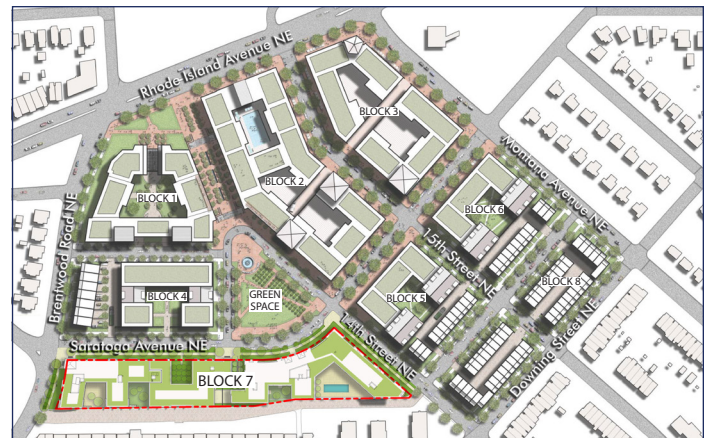 Rhode Island Avenue NE
BLOCK 3
BLOCK 2
BLOCK 1
Montana Avenue NE
BLOCK 6
15th Street NE
Brentwood Road NE
BLOCK 4
GREEN
SPACE
BLOCK 5
BLOCK 8
14th Street NE
Saratoga Avenue NE
BLOCK 7
Downing Street NE